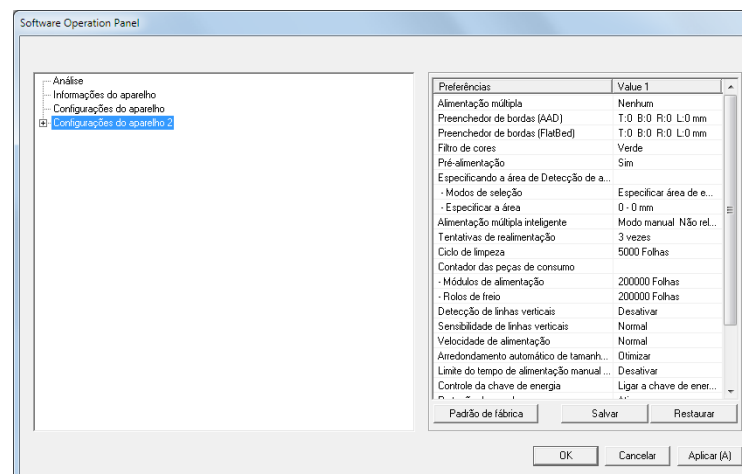 Software Operation Panel
Análise
Informações do aparelho
Configurações do aparelho
Configurações do aparelho 2
Preferências Value 1
Alimentação múltipla Nenhum
Preenchedor de bordas (AAD) T:0 B:0 R:0 L:0 mm
Preenchedor de bordas (FlatBed) T:0 B:0 R:0 L:0 mm
Filtro de cores Verde
Pré-alimentação Sim
Especificando a área de Detecção de a...
- Modos de seleção Especificar área de e...
- Especificar a área 0 - 0 mm
Alimentação múltipla inteligente Modo manual Não rel...
Tentativas de realimentação 3 vezes
Ciclo de limpeza 5000 Folhas
Contador das peças de consumo
- Módulos de alimentação 200000 Folhas
- Rolos de freio 200000 Folhas
Detecção de linhas verticais Desativar
Sensibilidade de linhas verticais Normal
Velocidade de alimentação Normal
Arredondamento automático de tamanh... Otimizar
Limite do tempo de alimentação manual ... Desativar
Controle da chave de energia Ligar a chave de ener...
Padrão de fábrica Salvar Restaurar
OK Cancelar Aplicar (A)